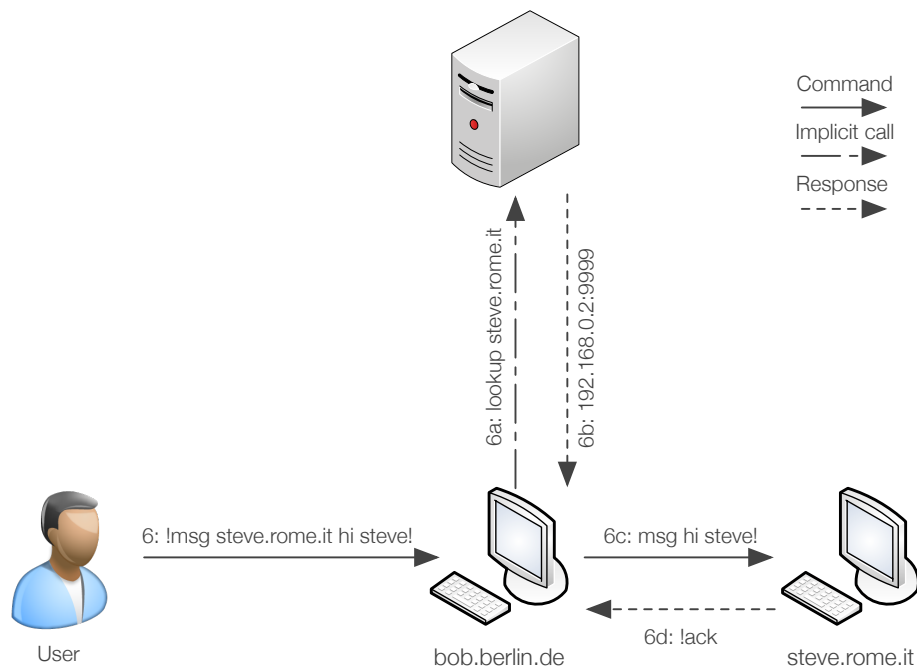 Command
Implicit call
Response
6a: lookup steve.rome.it
6b: 192.168.0.2:9999
6: !msg steve.rome.it hi steve!
6c: msg hi steve!
6d: !ack
User
bob.berlin.de
steve.rome.it